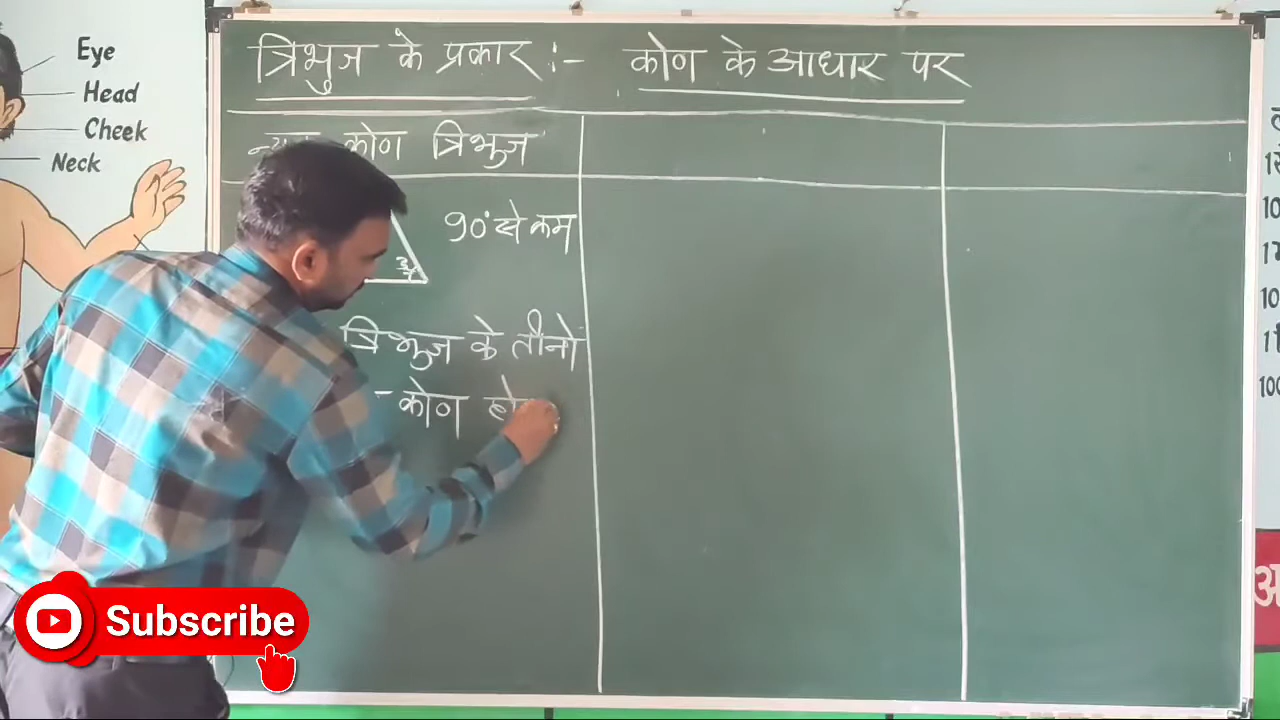 Eye
Head
Cheek
Neck
त्रिभुज के प्रकार :- कोण के आधार पर
कोण त्रिभुज
90° से कम
त्रिभुज के तीनो
- कोण
Subscribe